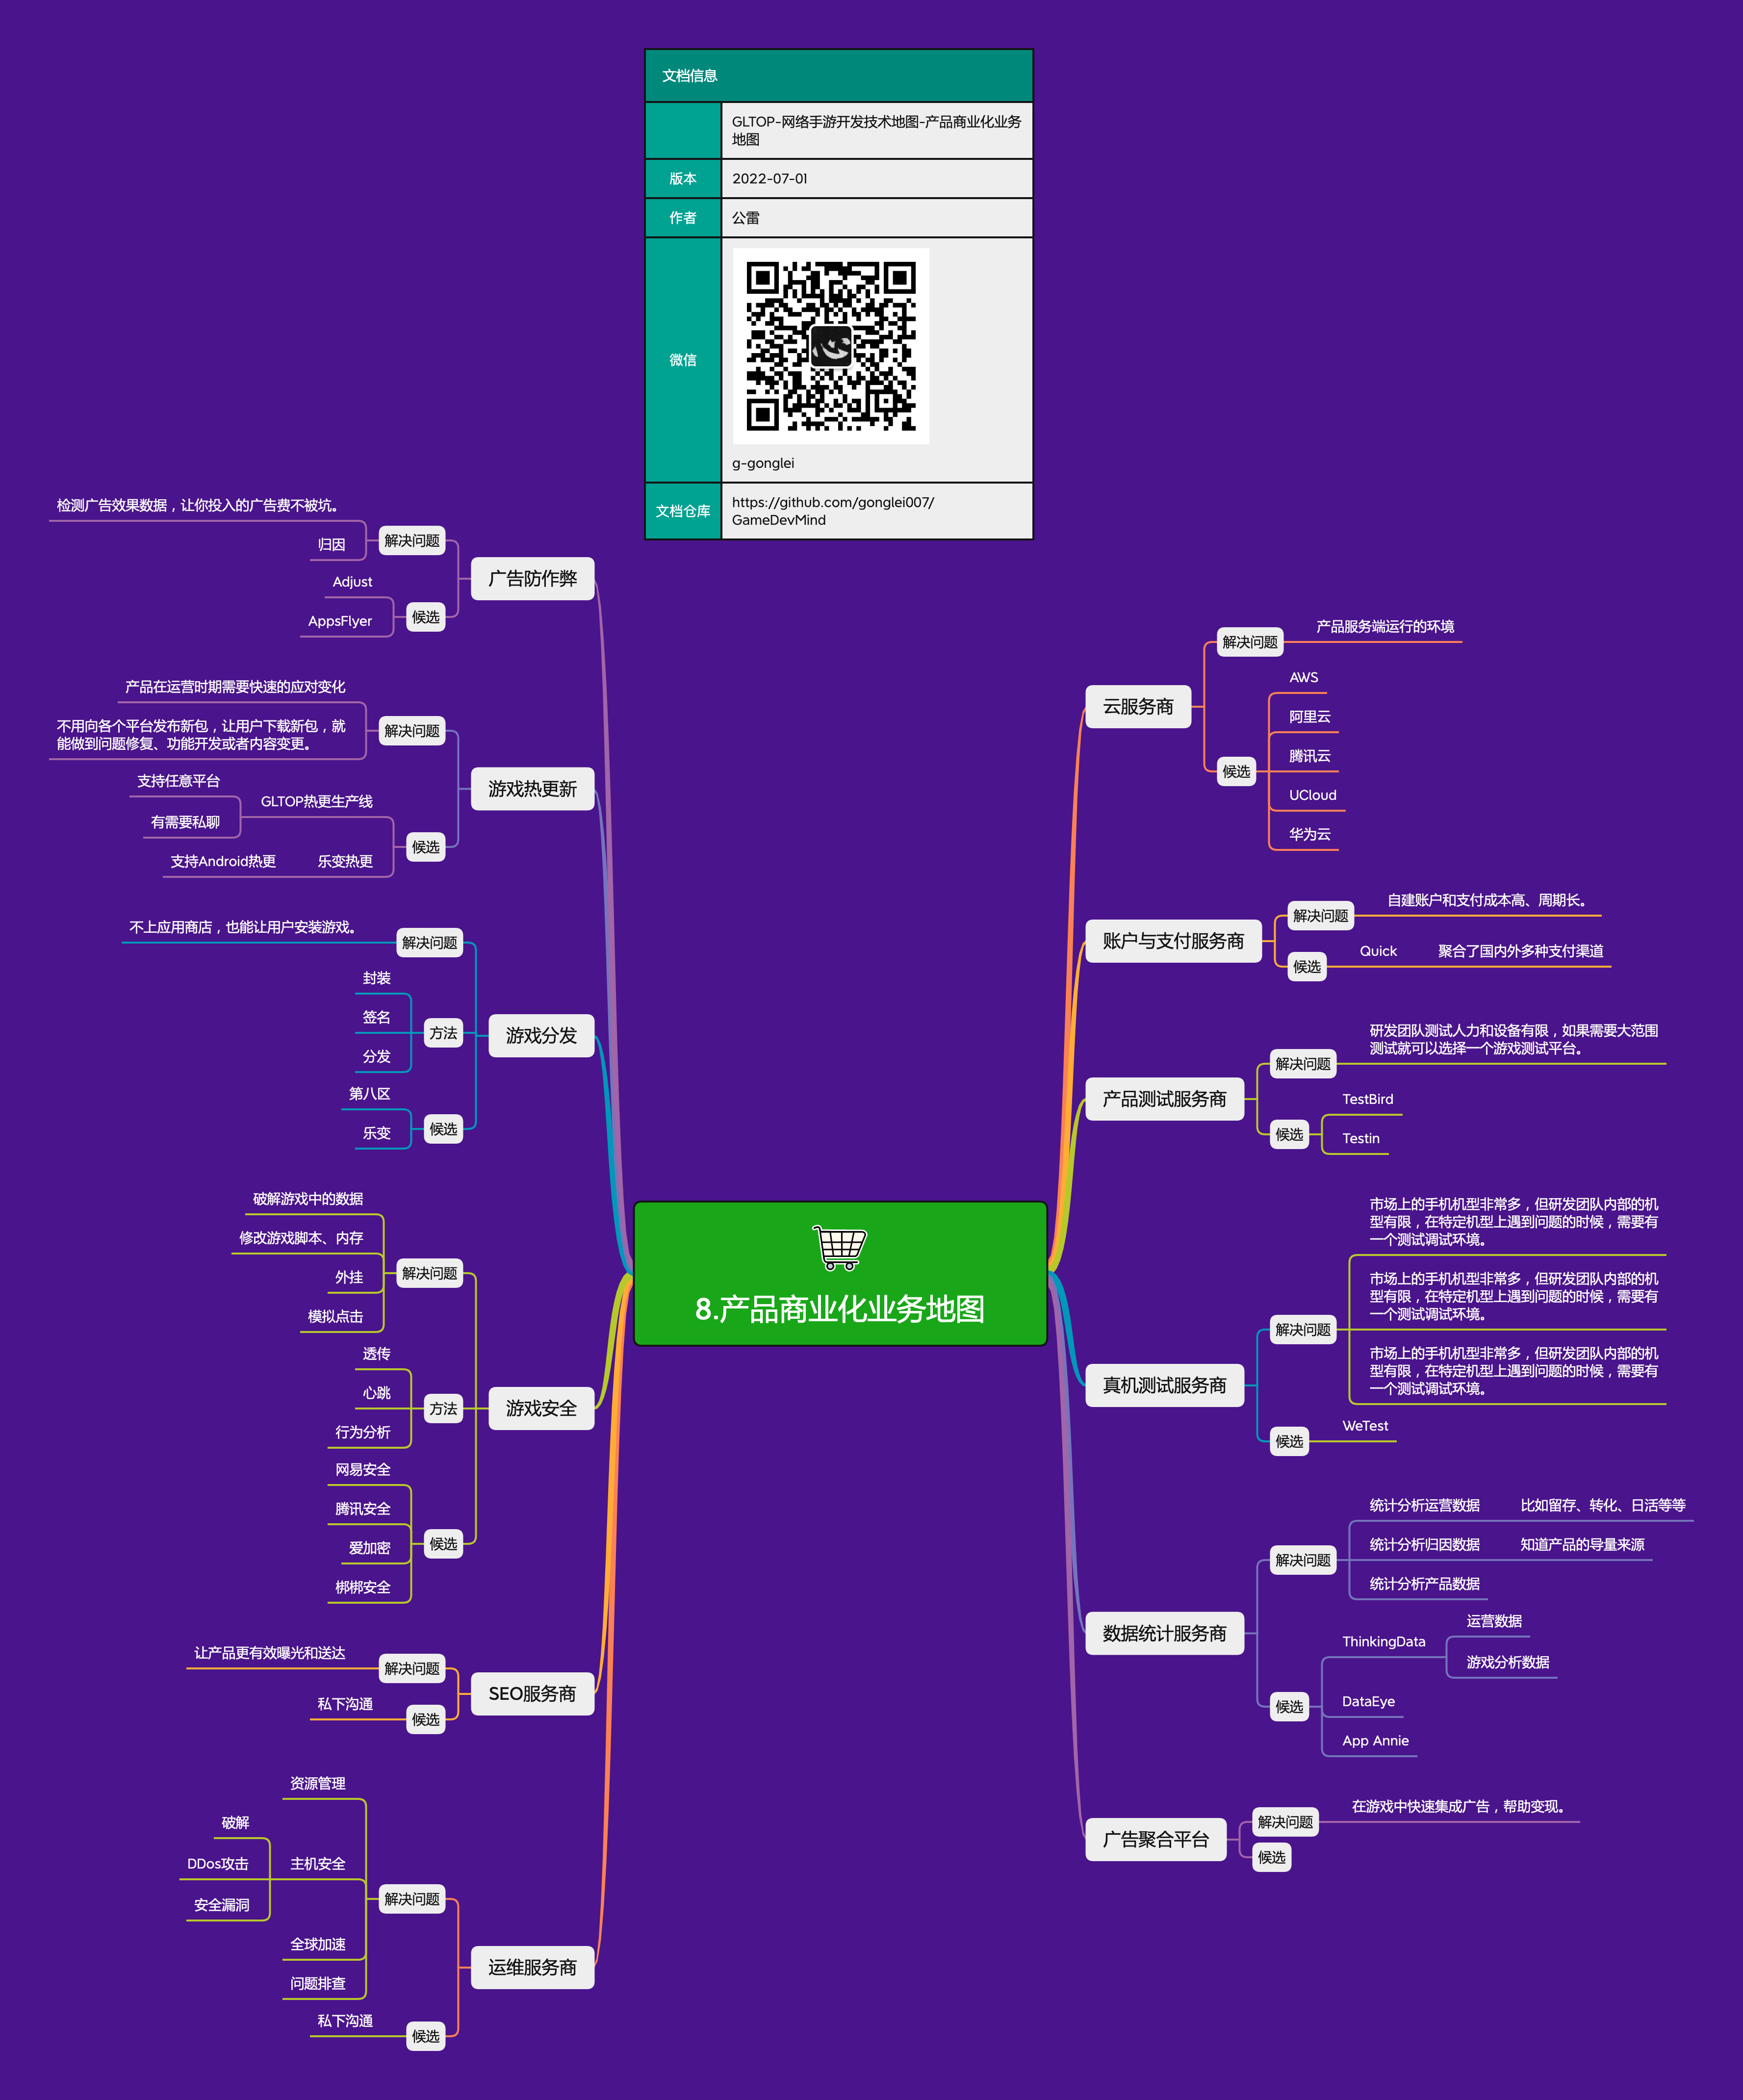 文档信息
GLTOP-网络手游开发技术地图-产品商业化业务
地图
版本
2022-07-01
作者
公雷
微信
g-gonglei
文档仓库
https://github.com/gonglei007/
GameDevMind
8.产品商业化业务地图
云服务商
解决问题
产品服务端运行的环境
候选
AWS
阿里云
腾讯云
UCloud
华为云
账户与支付服务商
解决问题
自建账户和支付成本高、周期长。
候选
Quick
聚合了国内外多种支付渠道
产品测试服务商
解决问题
研发团队测试人力和设备有限，如果需要大范围
测试就可以选择一个游戏测试平台。
候选
TestBird
Testin
真机测试服务商
解决问题
市场上的手机机型非常多，但研发团队内部的机
型有限，在特定机型上遇到问题的时候，需要有
一个测试调试环境。
市场上的手机机型非常多，但研发团队内部的机
型有限，在特定机型上遇到问题的时候，需要有
一个测试调试环境。
市场上的手机机型非常多，但研发团队内部的机
型有限，在特定机型上遇到问题的时候，需要有
一个测试调试环境。
候选
WeTest
数据统计服务商
解决问题
统计分析运营数据
比如留存、转化、日活等等
统计分析归因数据
知道产品的导量来源
统计分析产品数据
候选
ThinkingData
运营数据
游戏分析数据
DataEye
App Annie
广告聚合平台
解决问题
在游戏中快速集成广告，帮助变现。
候选
广告防作弊
解决问题
检测广告效果数据，让你投入的广告费不被坑。
归因
候选
Adjust
AppsFlyer
游戏热更新
解决问题
产品在运营时期需要快速的应对变化
不用向各个平台发布新包，让用户下载新包，就
能做到问题修复、功能开发或者内容变更。
候选
GLTOP热更生产线
支持任意平台
有需要私聊
乐变热更
支持Android热更
游戏分发
解决问题
不上应用商店，也能让用户安装游戏。
方法
封装
签名
分发
候选
第八区
乐变
游戏安全
解决问题
破解游戏中的数据
修改游戏脚本、内存
外挂
模拟点击
方法
透传
心跳
行为分析
候选
网易安全
腾讯安全
爱加密
梆梆安全
SEO服务商
解决问题
让产品更有效曝光和送达
候选
私下沟通
运维服务商
解决问题
资源管理
主机安全
破解
DDos攻击
安全漏洞
全球加速
问题排查
候选
私下沟通